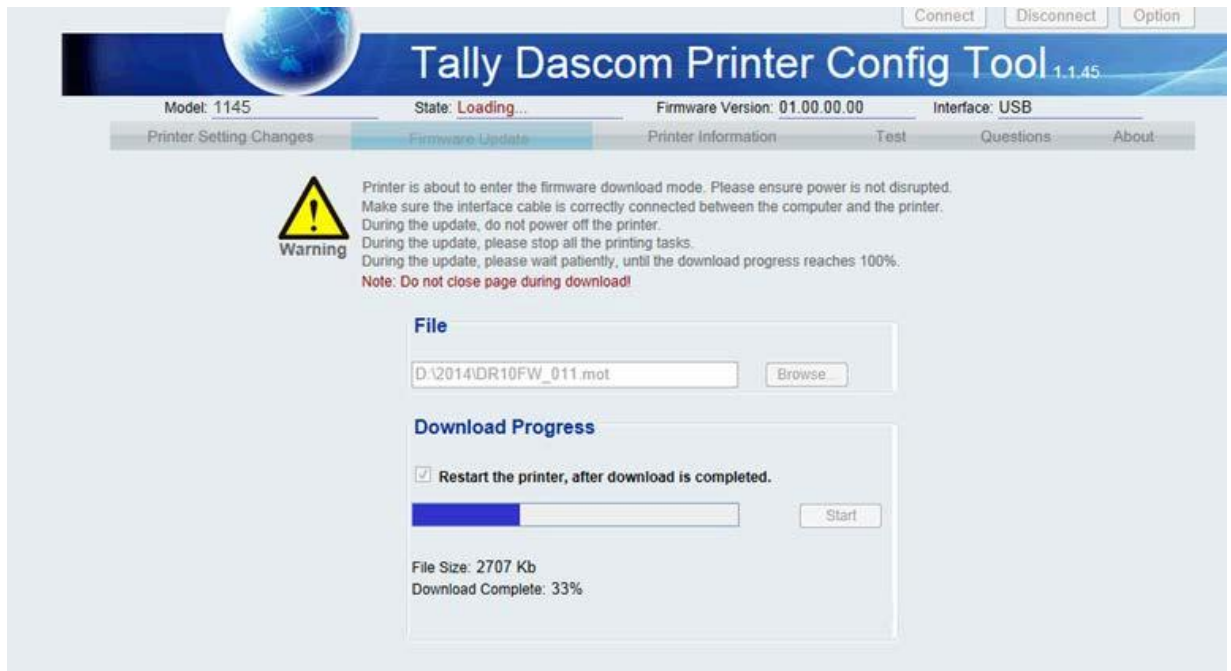 Connect Disconnect Option
Tally Dascom Printer Config Tool 1.1.45
Model: 1145 State: Loading... Firmware Version: 01.00.00.00 Interface: USB
Printer Setting Changes Firmware Update Printer Information Test Questions About
Printer is about to enter the firmware download mode. Please ensure power is not disrupted.
Make sure the interface cable is correctly connected between the computer and the printer.
During the update, do not power off the printer.
During the update, please stop all the printing tasks.
During the update, please wait patiently, until the download progress reaches 100%.
Note: Do not close page during download!
Warning
File
D:\2014\DR10FW_011.mot Browse...
Download Progress
Restart the printer, after download is completed.
Start
File Size: 2707 Kb
Download Complete: 33%